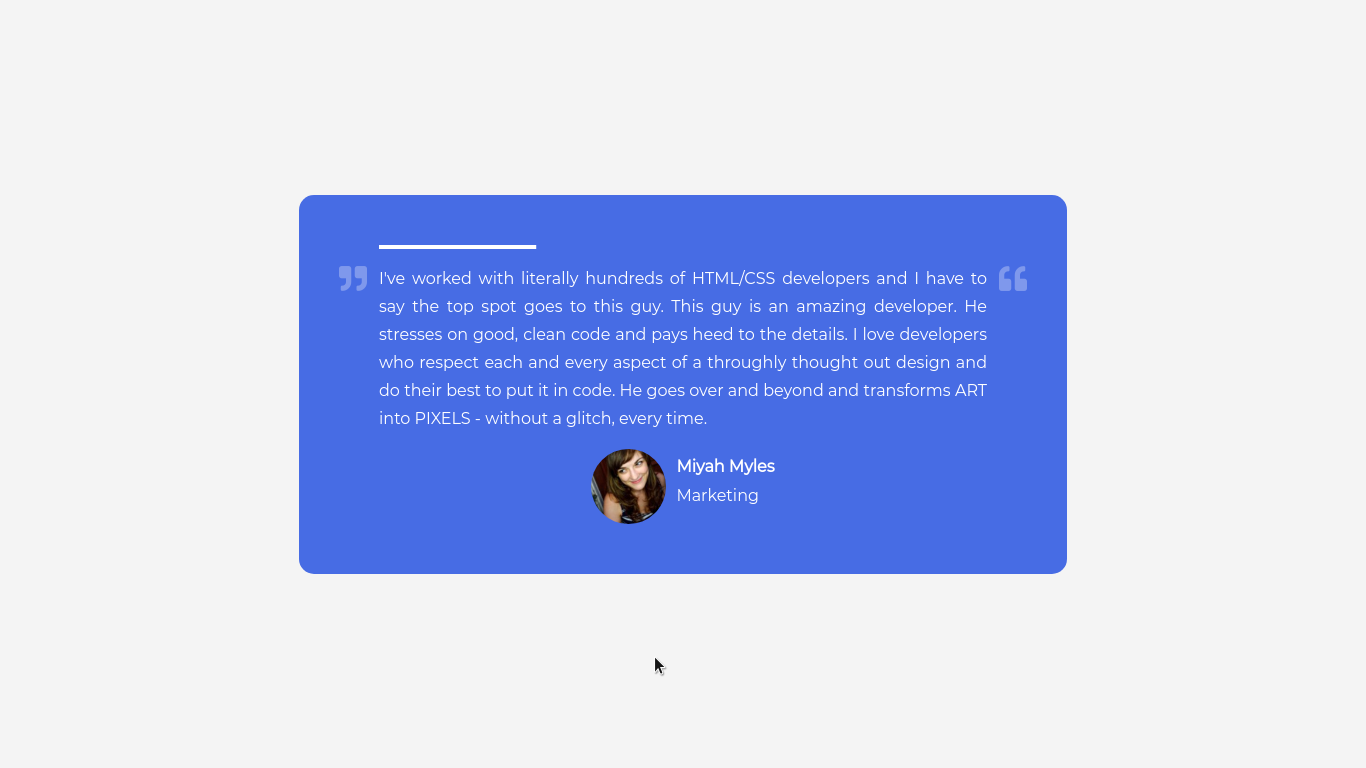 I've worked with literally hundreds of HTML/CSS developers and I have to
say the top spot goes to this guy. This guy is an amazing developer. He
stresses on good, clean code and pays heed to the details. I love developers
who respect each and every aspect of a throughly thought out design and
do their best to put it in code. He goes over and beyond and transforms ART
into PIXELS - without a glitch, every time.
Miyah Myles
Marketing